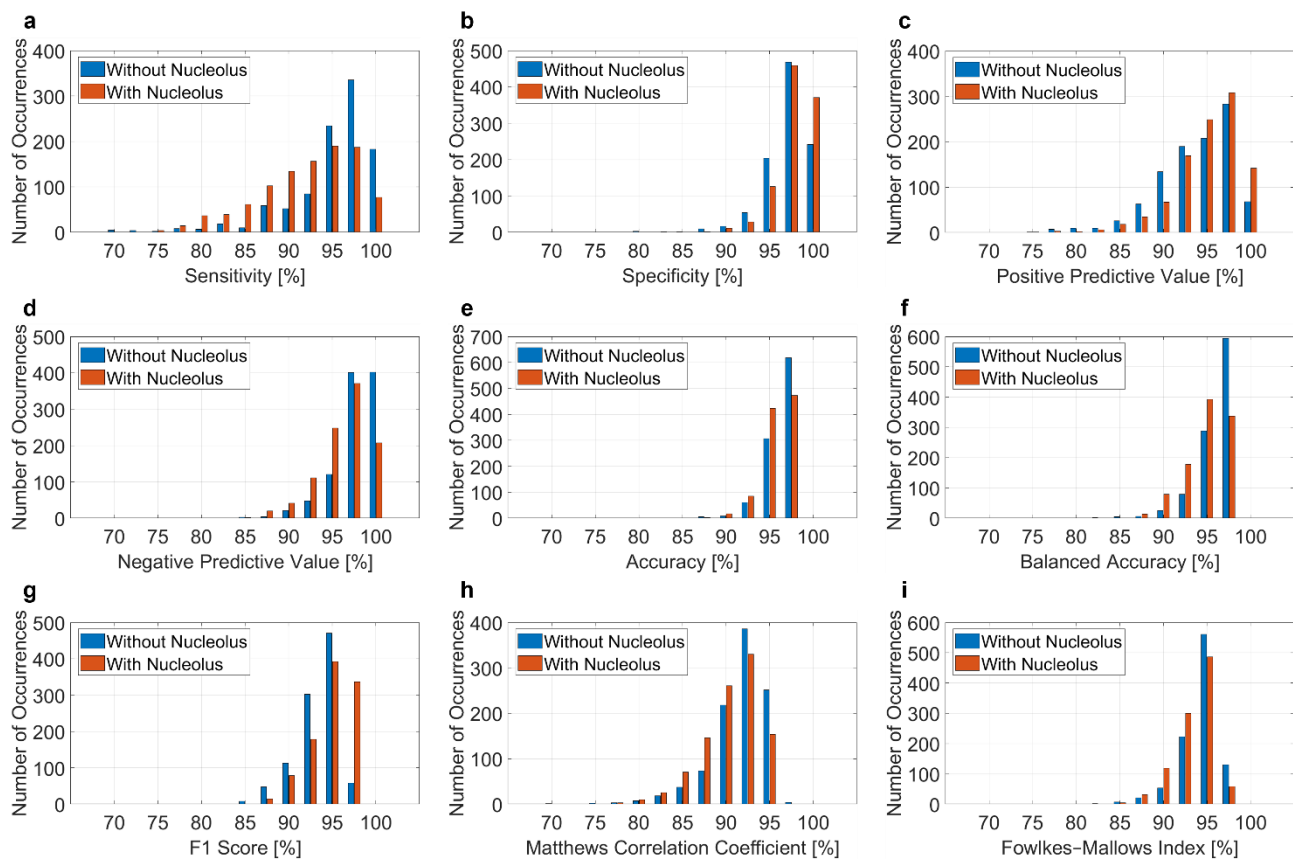 a
Number of Occurrences
400
300
200
100
0
Without Nucleolus
With Nucleolus
70 75 80 85 90 95 100
Sensitivity [%]
b
Number of Occurrences
500
400
300
200
100
0
Without Nucleolus
With Nucleolus
70 75 80 85 90 95 100
Specificity [%]
c
Number of Occurrences
400
300
200
100
0
Without Nucleolus
With Nucleolus
70 75 80 85 90 95 100
Positive Predictive Value [%]
d
Number of Occurrences
500
400
300
200
100
0
Without Nucleolus
With Nucleolus
70 75 80 85 90 95 100
Negative Predictive Value [%]
e
Number of Occurrences
700
600
500
400
300
200
100
0
Without Nucleolus
With Nucleolus
70 75 80 85 90 95 100
Accuracy [%]
f
Number of Occurrences
600
500
400
300
200
100
0
Without Nucleolus
With Nucleolus
70 75 80 85 90 95 100
Balanced Accuracy [%]
g
Number of Occurrences
500
400
300
200
100
0
Without Nucleolus
With Nucleolus
70 75 80 85 90 95 100
F1 Score [%]
h
Number of Occurrences
400
300
200
100
0
Without Nucleolus
With Nucleolus
70 75 80 85 90 95 100
Matthews Correlation Coefficient [%]
i
Number of Occurrences
600
500
400
300
200
100
0
Without Nucleolus
With Nucleolus
70 75 80 85 90 95 100
Fowlkes−Mallows Index [%]